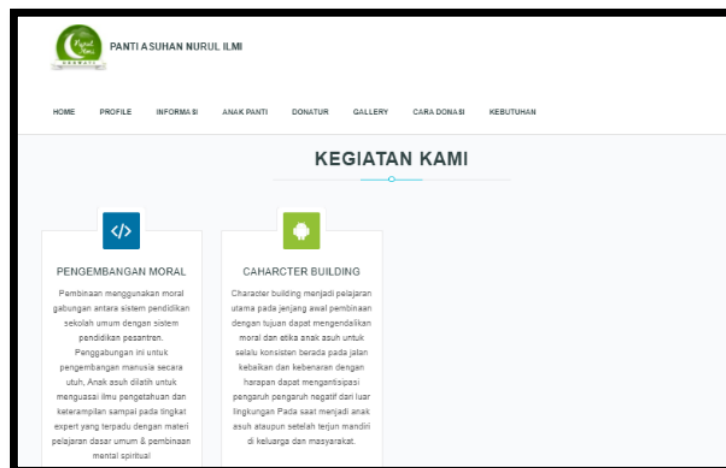 Nurul
Ilmi
PANTI ASUHAN NURUL ILMI
HOME PROFILE INFORMASI ANAK PANTI DONATUR GALLERY CARA DONASI KEBUTUHAN
KEGIATAN KAMI
</>
PENGEMBANGAN MORAL
Pembinaan menggunakan moral
gabungan antara sistem pendidikan
sekolah umum dengan sistem
pendidikan pesantren.
Penggabungan ini untuk
pengembangan manusia secara
utuh, Anak asuh dilatih untuk
menguasai ilmu pengetahuan dan
keterampilan sampai pada tingkat
expert yang terpadu dengan materi
pelajaran dasar umum & pembinaan
mental spiritual
CAHARCTER BUILDING
Character building menjadi pelajaran
utama pada jenjang awal pembinaan
dengan tujuan dapat mengendalikan
moral dan etika anak asuh untuk
selalu konsisten berada pada jalan
kebaikan dan kebenaran dengan
harapan dapat mengantisipasi
pengaruh pengaruh negatif dari luar
lingkungan Pada saat menjadi anak
asuh ataupun setelah terjun mandiri
di keluarga dan masyarakat.